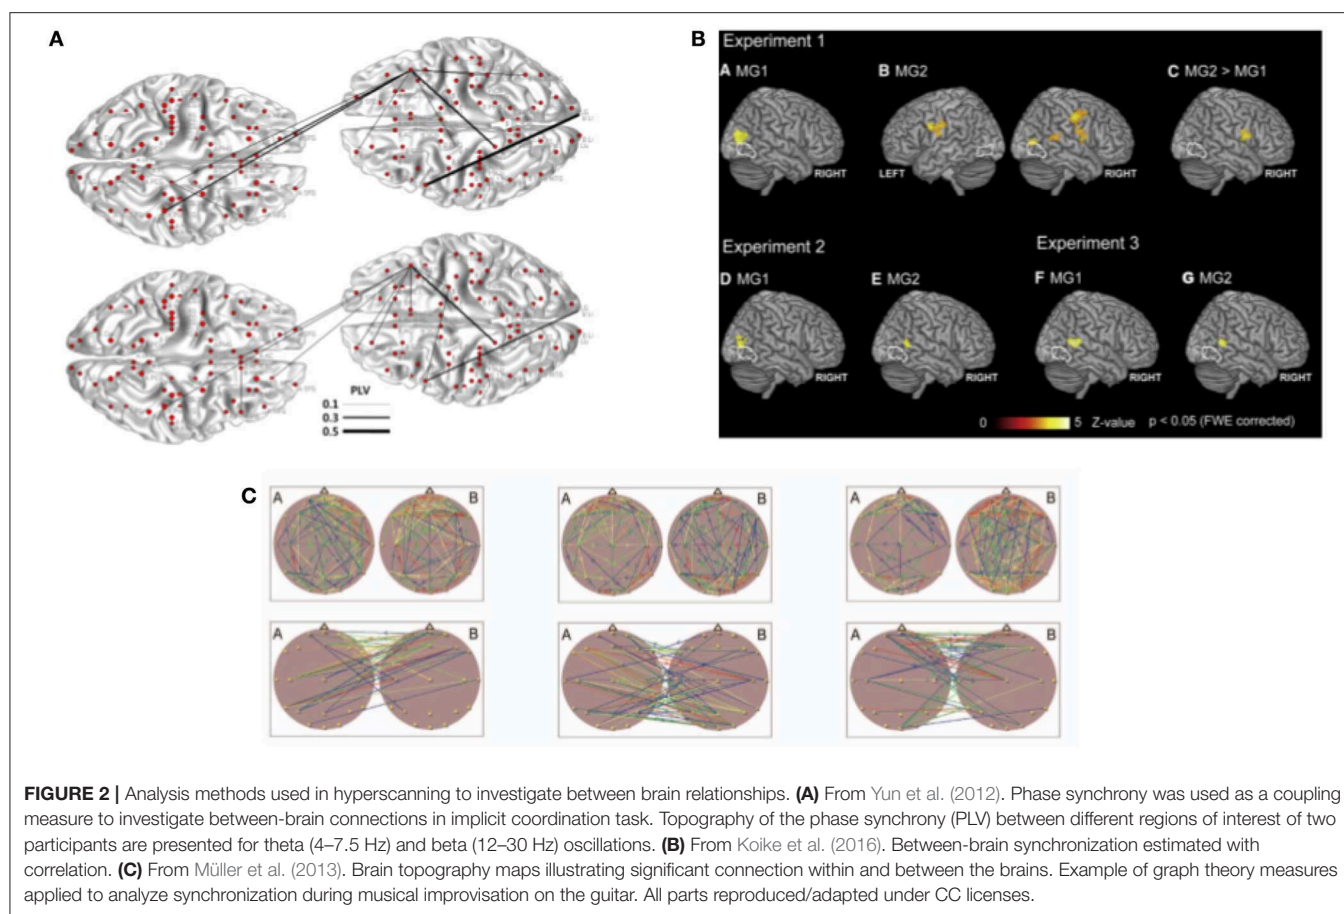 A
PLV
0.1
0.3
0.5
B
Experiment 1
A MG1
B MG2
C MG2 > MG1
RIGHT
LEFT
RIGHT
RIGHT
Experiment 2
Experiment 3
D MG1
E MG2
F MG1
G MG2
RIGHT
RIGHT
RIGHT
RIGHT
0 5 Z-value p < 0.05 (FWE corrected)
C
A B
A B
A B
A B
A B
A B
FIGURE 2 | Analysis methods used in hyperscanning to investigate between brain relationships. (A) From Yun et al. (2012). Phase synchrony was used as a coupling
measure to investigate between-brain connections in implicit coordination task. Topography of the phase synchrony (PLV) between different regions of interest of two
participants are presented for theta (4–7.5 Hz) and beta (12–30 Hz) oscillations. (B) From Koike et al. (2016). Between-brain synchronization estimated with
correlation. (C) From Müller et al. (2013). Brain topography maps illustrating significant connection within and between the brains. Example of graph theory measures
applied to analyze synchronization during musical improvisation on the guitar. All parts reproduced/adapted under CC licenses.